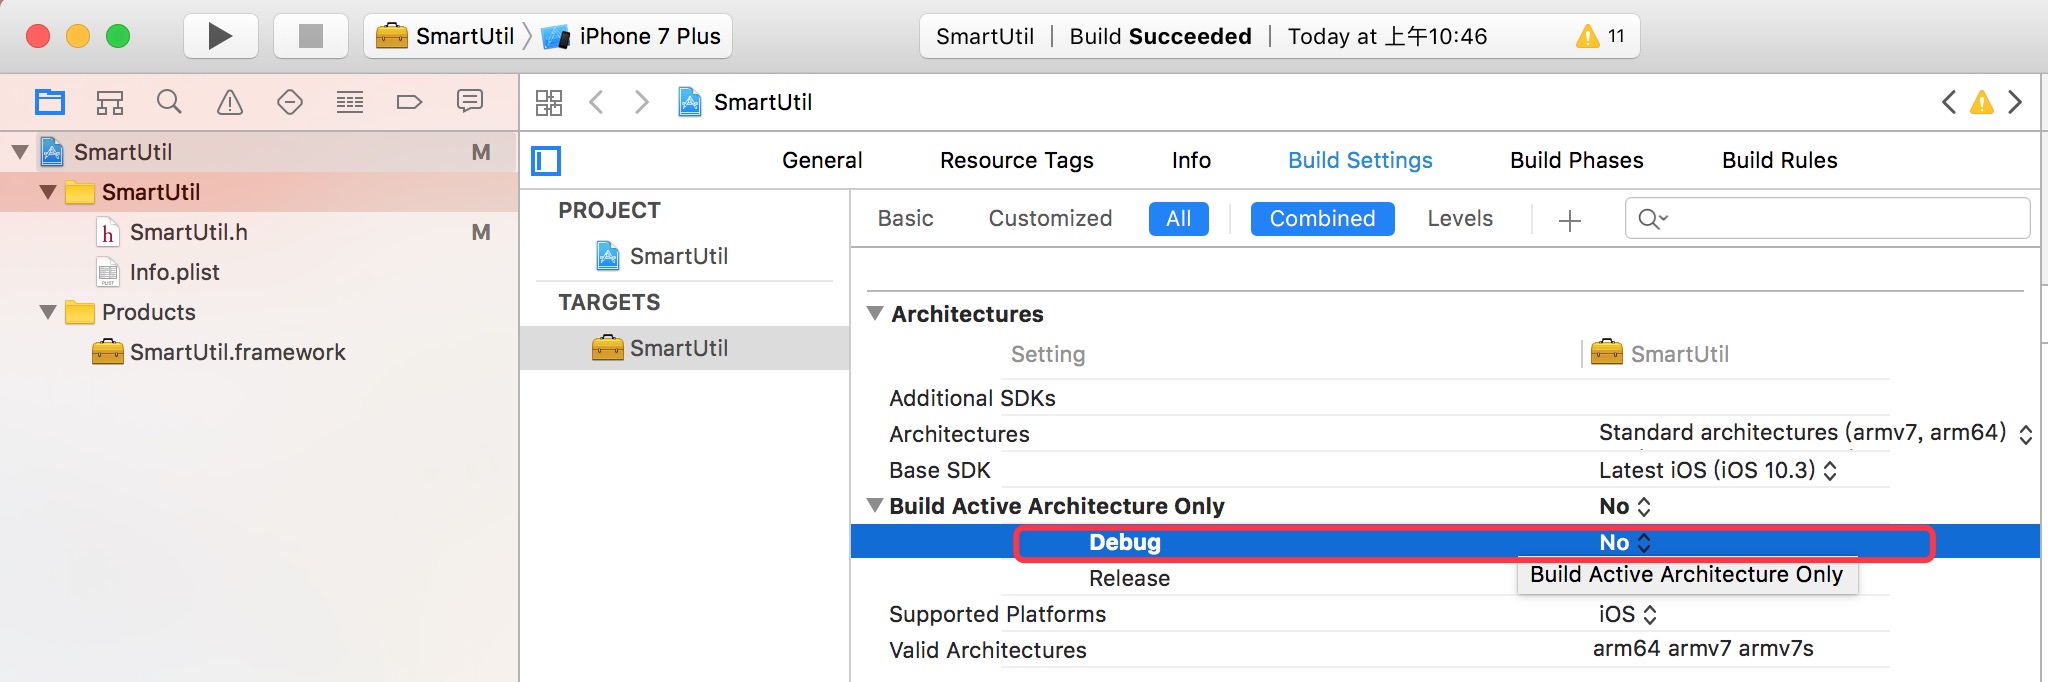 SmartUtil iPhone 7 Plus
SmartUtil | Build Succeeded | Today at 上午10:46 11
SmartUtil M
SmartUtil
SmartUtil.h M
Info.plist
Products
SmartUtil.framework
SmartUtil
General Resource Tags Info Build Settings Build Phases Build Rules
PROJECT
SmartUtil
TARGETS
SmartUtil
Basic Customized All Combined Levels
Architectures
Setting SmartUtil
Additional SDKs
Architectures Standard architectures (armv7, arm64)
Base SDK Latest iOS (iOS 10.3)
Build Active Architecture Only No
Debug No
Release
Build Active Architecture Only
Supported Platforms iOS
Valid Architectures arm64 armv7 armv7s